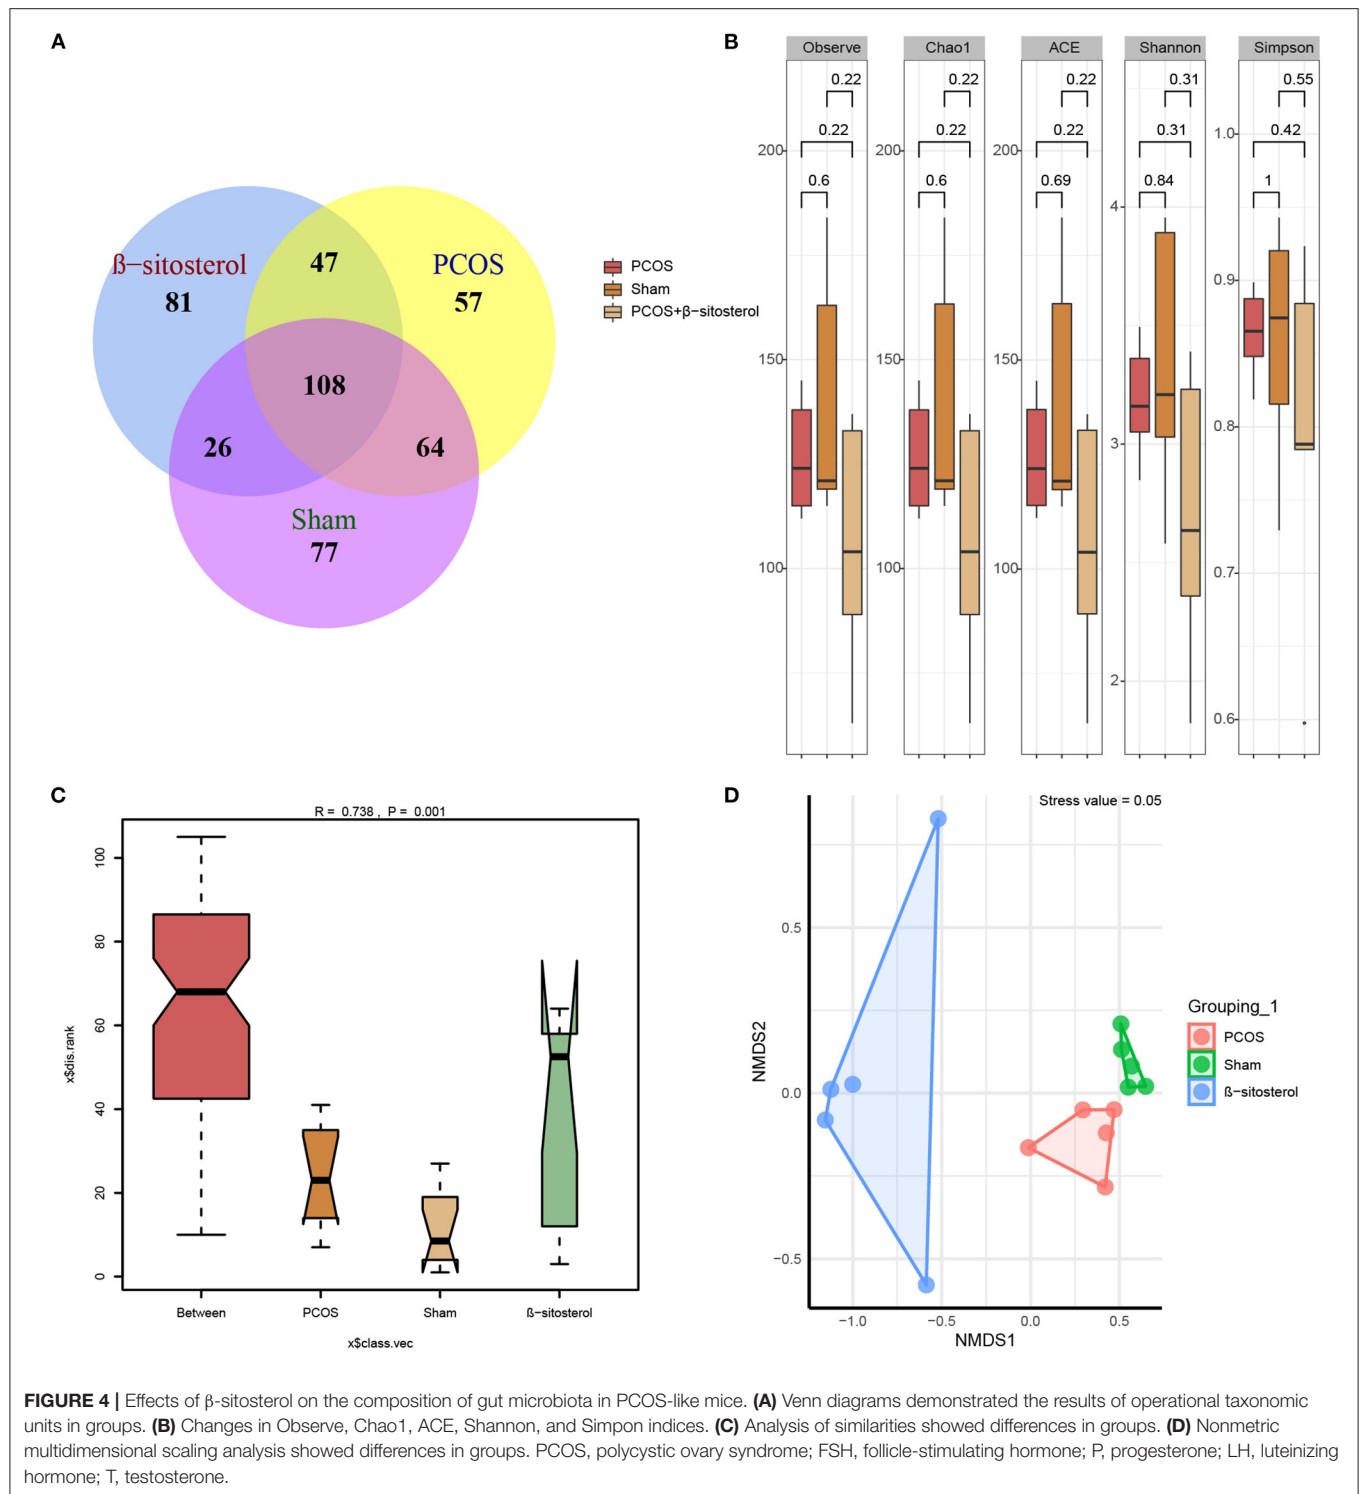 A
ß−sitosterol
81
47
PCOS
57
108
26
64
Sham
77
B
Observe
Chao1
ACE
Shannon
Simpson
PCOS
Sham
PCOS+β−sitosterol
0.22
0.22
0.6
200
150
100
0.22
0.22
0.6
200
150
100
0.22
0.22
0.69
200
150
100
0.31
0.31
0.84
4
3
2
0.55
0.42
1
1.0
0.9
0.8
0.7
0.6
C
R = 0.738 , P = 0.001
x$dis.rank
100
80
60
40
20
0
Between
PCOS
Sham
ß−sitosterol
x$class.vec
D
Stress value = 0.05
NMDS2
0.5
0.0
−0.5
−1.0
−0.5
0.0
0.5
NMDS1
Grouping_1
PCOS
Sham
ß−sitosterol
FIGURE 4 | Effects of β-sitosterol on the composition of gut microbiota in PCOS-like mice. (A) Venn diagrams demonstrated the results of operational taxonomic
units in groups. (B) Changes in Observe, Chao1, ACE, Shannon, and Simpon indices. (C) Analysis of similarities showed differences in groups. (D) Nonmetric
multidimensional scaling analysis showed differences in groups. PCOS, polycystic ovary syndrome; FSH, follicle-stimulating hormone; P, progesterone; LH, luteinizing
hormone; T, testosterone.